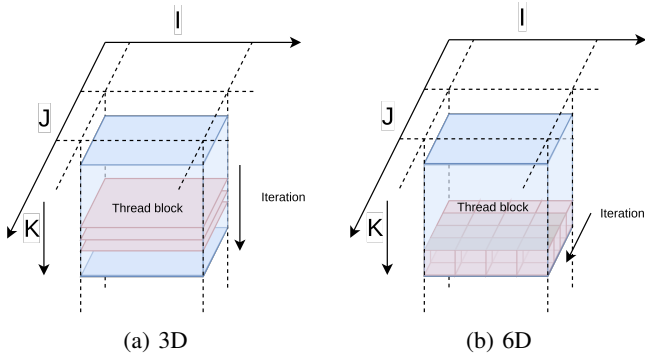 I
J
K
Thread block
Iteration
(a) 3D
I
J
K
Thread block
Iteration
(b) 6D